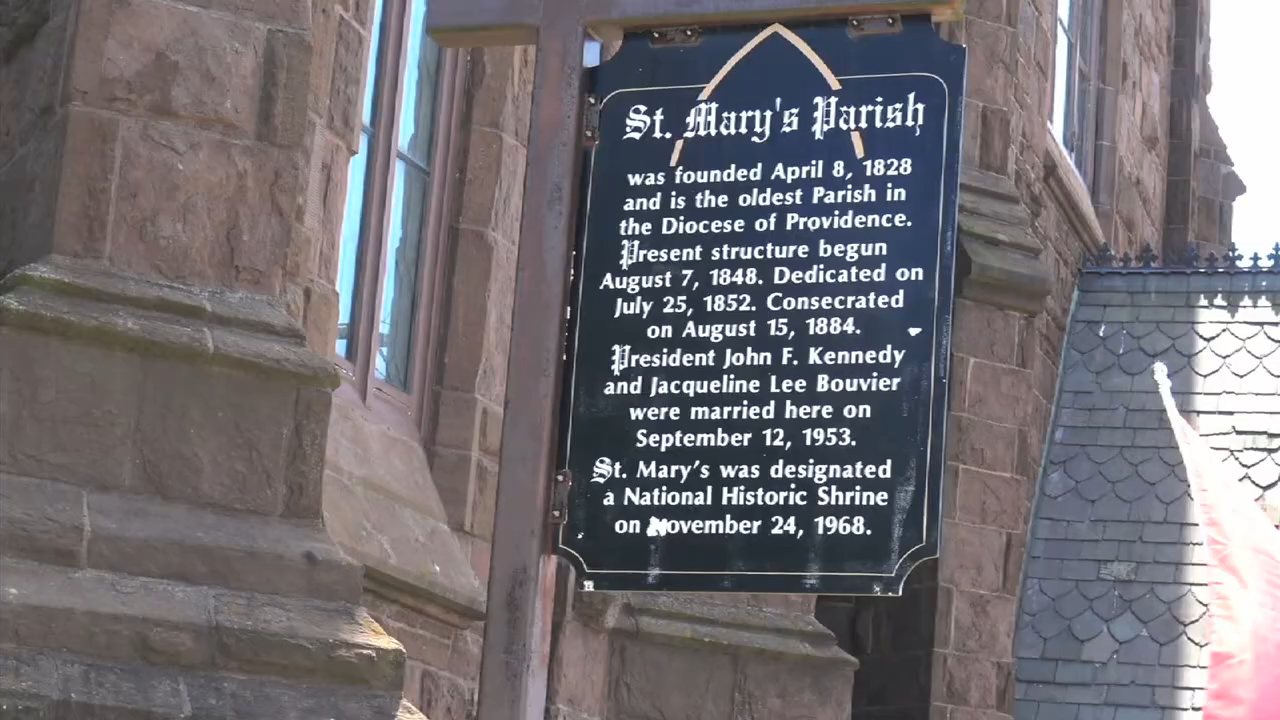 St. Mary's Parish
was founded April 8, 1828
and is the oldest Parish in
the Diocese of Providence.
Present structure begun
August 7, 1848. Dedicated on
July 25, 1852. Consecrated
on August 15, 1884.
President John F. Kennedy
and Jacqueline Lee Bouvier
were married here on
September 12, 1953.
St. Mary's was designated
a National Historic Shrine
on November 24, 1968.